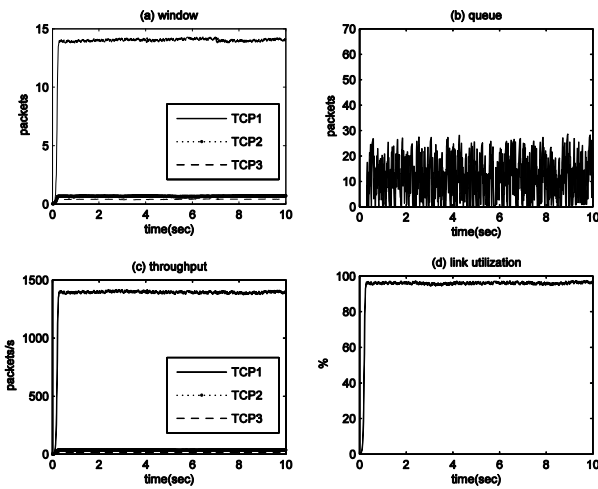 (a) window
packets
15
10
5
0
TCP1
TCP2
TCP3
0 2 4 6 8 10
time(sec)
(b) queue
packets
70
60
50
40
30
20
10
0
0 2 4 6 8 10
time(sec)
(c) throughput
packets/s
1500
1000
500
0
TCP1
TCP2
TCP3
0 2 4 6 8 10
time(sec)
(d) link utilization
%
100
80
60
40
20
0
0 2 4 6 8 10
time(sec)